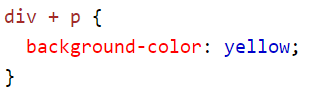 div + p {
  background-color: yellow;
}